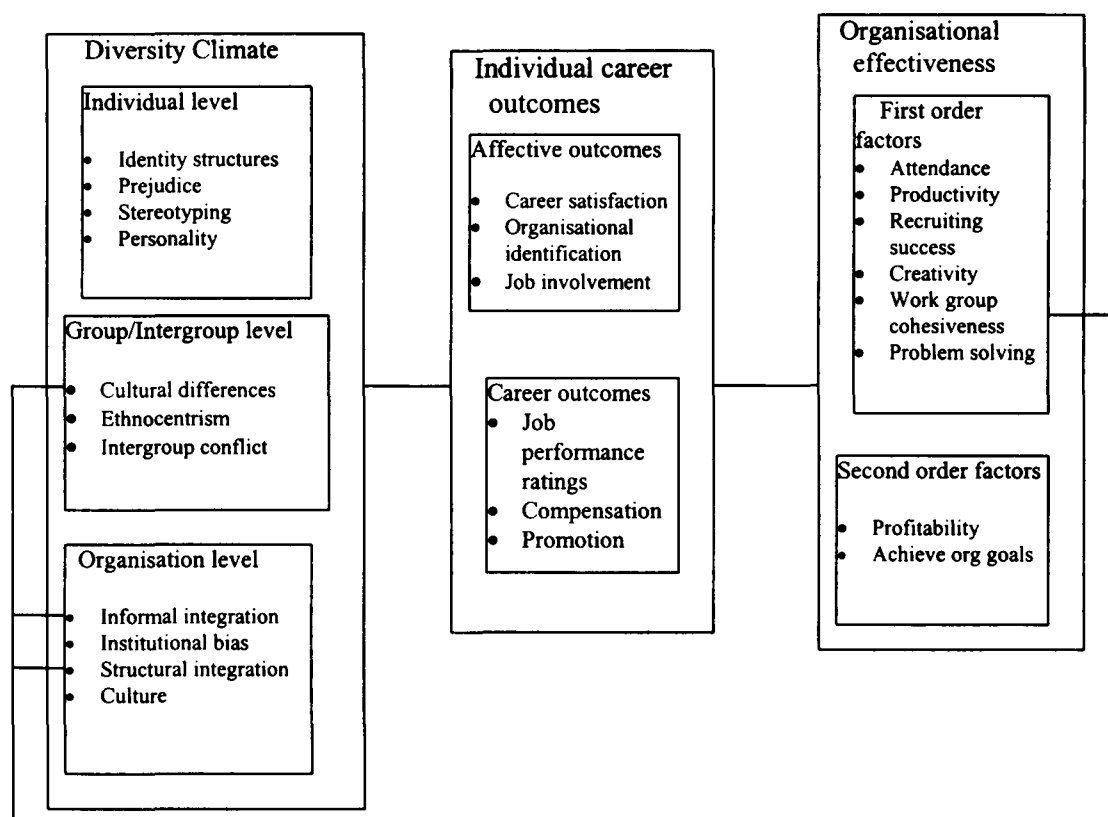 Diversity Climate
Individual level
• Identity structures
• Prejudice
• Stereotyping
• Personality
Group/Intergroup level
• Cultural differences
• Ethnocentrism
• Intergroup conflict
Organisation level
• Informal integration
• Institutional bias
• Structural integration
• Culture
Individual career
outcomes
Affective outcomes
• Career satisfaction
• Organisational
identification
• Job involvement
Career outcomes
• Job
performance
ratings
• Compensation
• Promotion
Organisational
effectiveness
First order
factors
• Attendance
• Productivity
• Recruiting
success
• Creativity
• Work group
cohesiveness
• Problem solving
Second order factors
• Profitability
• Achieve org goals